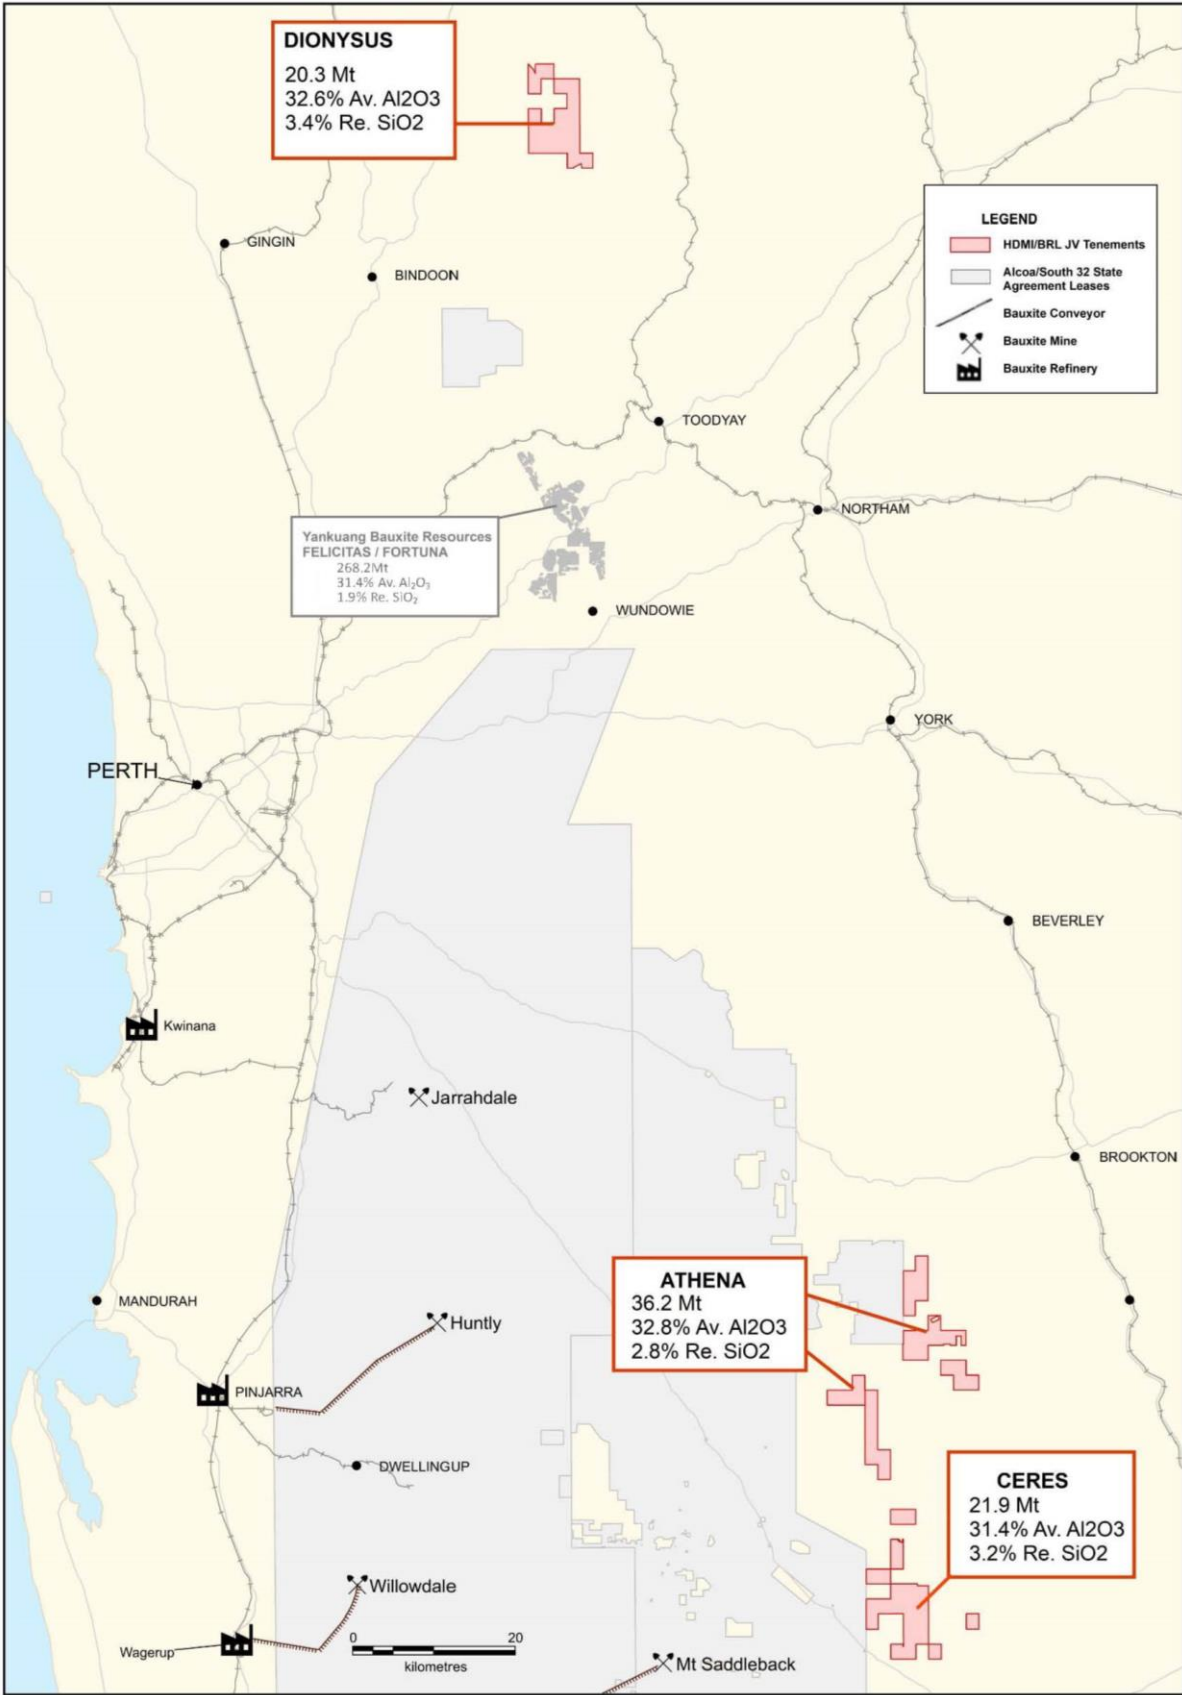 DIONYSUS
20.3 Mt
32.6% Av. Al2O3
3.4% Re. SiO2
GINGIN
BINDOON
LEGEND
HDMI/BRL JV Tenements
Alcoa/South 32 State
Agreement Leases
Bauxite Conveyor
Bauxite Mine
Bauxite Refinery
TOODYAY
NORTHAM
Yankuang Bauxite Resources
FELICITAS / FORTUNA
268.2Mt
31.4% Av. Al₂O₃
1.9% Re. SiO₂
WUNDOWIE
YORK
PERTH
BEVERLEY
Kwinana
Jarrahdale
BROOKTON
ATHENA
36.2 Mt
32.8% Av. Al2O3
2.8% Re. SiO2
MANDURAH
Huntly
PINJARRA
DWELLINGUP
CERES
21.9 Mt
31.4% Av. Al2O3
3.2% Re. SiO2
Willowdale
Wagerup
0 20
kilometres
Mt Saddleback